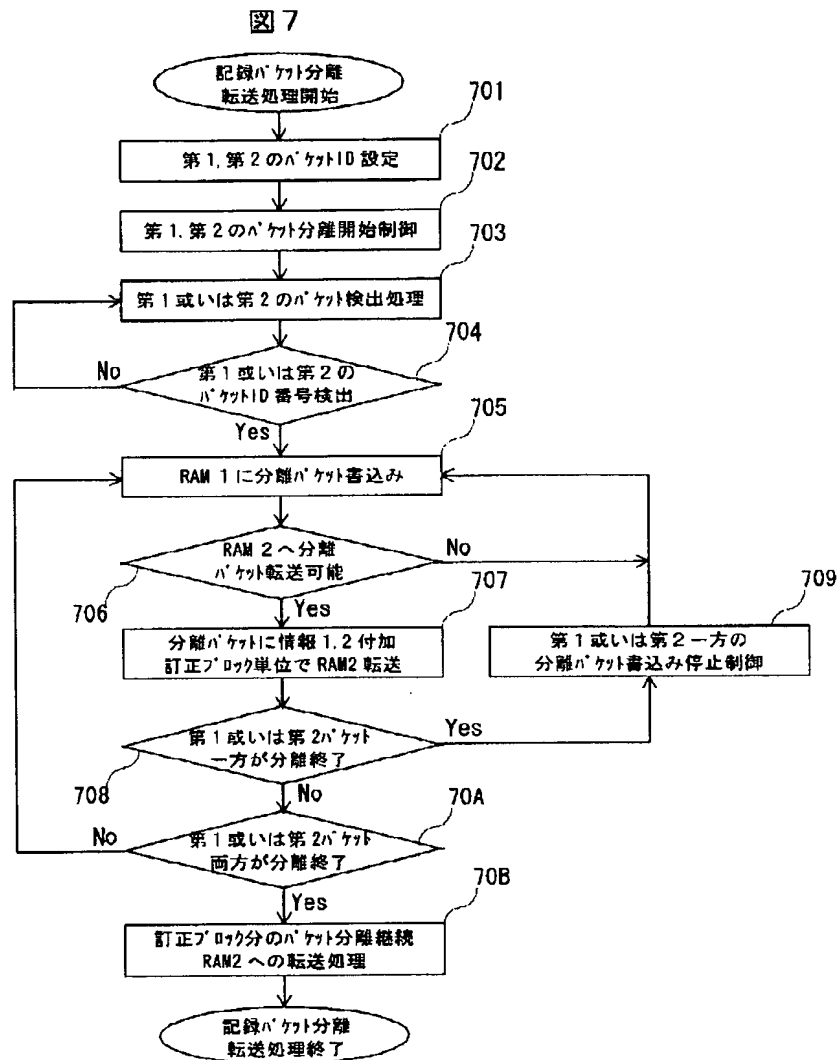 図7
記録パケット分離
転送処理開始
701
第1,第2のパケットID設定
702
第1,第2のパケット分離開始制御
703
第1或いは第2のパケット検出処理
704
第1或いは第2の
パケットID番号検出
No
Yes
705
RAM1に分離パケット書込み
RAM2へ分離
パケット転送可能
No
706
Yes
707
分離パケットに情報1,2付加
訂正ブロック単位でRAM2転送
709
第1或いは第2一方の
分離パケット書込み停止制御
第1或いは第2パケット
一方が分離終了
Yes
708
No
70A
第1或いは第2パケット
両方が分離終了
No
Yes
70B
訂正ブロック分のパケット分離継続
RAM2への転送処理
記録パケット分離
転送処理終了